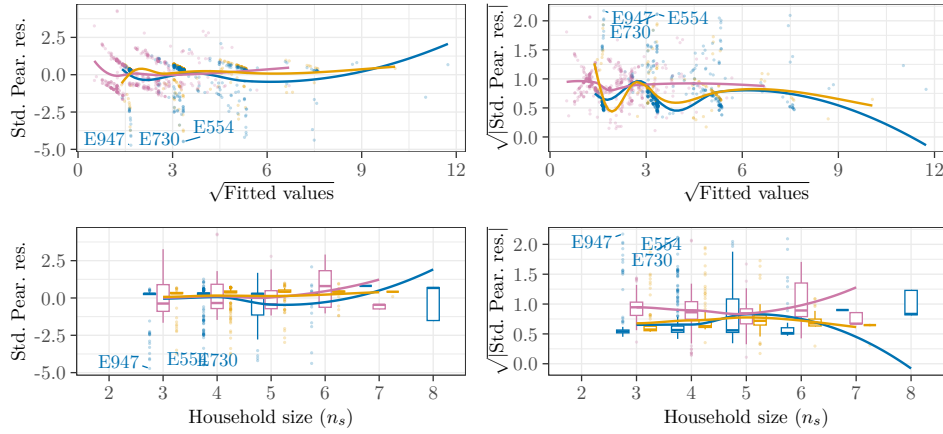 Std. Pear. res.
2.5
0.0
-2.5
-5.0
E947
E730
E554
0
3
6
9
12
√Fitted values
√|Std. Pear. res.|
2.0
1.5
1.0
0.5
0.0
E947
E730
E554
0
3
6
9
12
√Fitted values
Std. Pear. res.
2.5
0.0
-2.5
-5.0
E947
E554
E730
2
3
4
5
6
7
8
Household size (nₛ)
√|Std. Pear. res.|
2.0
1.5
1.0
0.5
0.0
E947
E554
E730
2
3
4
5
6
7
8
Household size (nₛ)